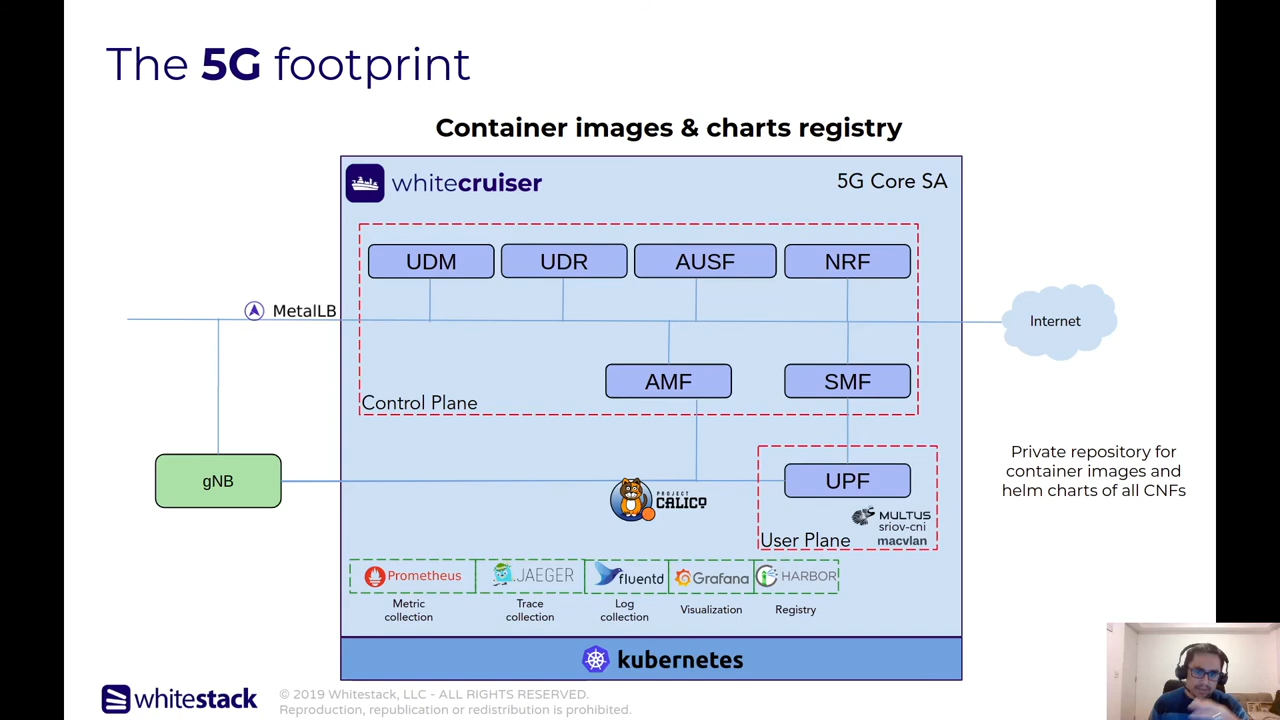 The 5G footprint
Container images & charts registry
whitecruiser
5G Core SA
UDM
UDR
AUSF
NRF
MetalLB
Internet
AMF
SMF
Control Plane
gNB
UPF
PROJECT
CALICO
MULTUS
sriov-cni
macvlan
User Plane
Private repository for
container images and
helm charts of all CNFs
Prometheus
JAEGER
fluentd
Grafana
HARBOR
Metric
collection
Trace
collection
Log
collection
Visualization
Registry
kubernetes
whitestack
© 2019 Whitestack, LLC - ALL RIGHTS RESERVED.
Reproduction, republication or redistribution is prohibited.